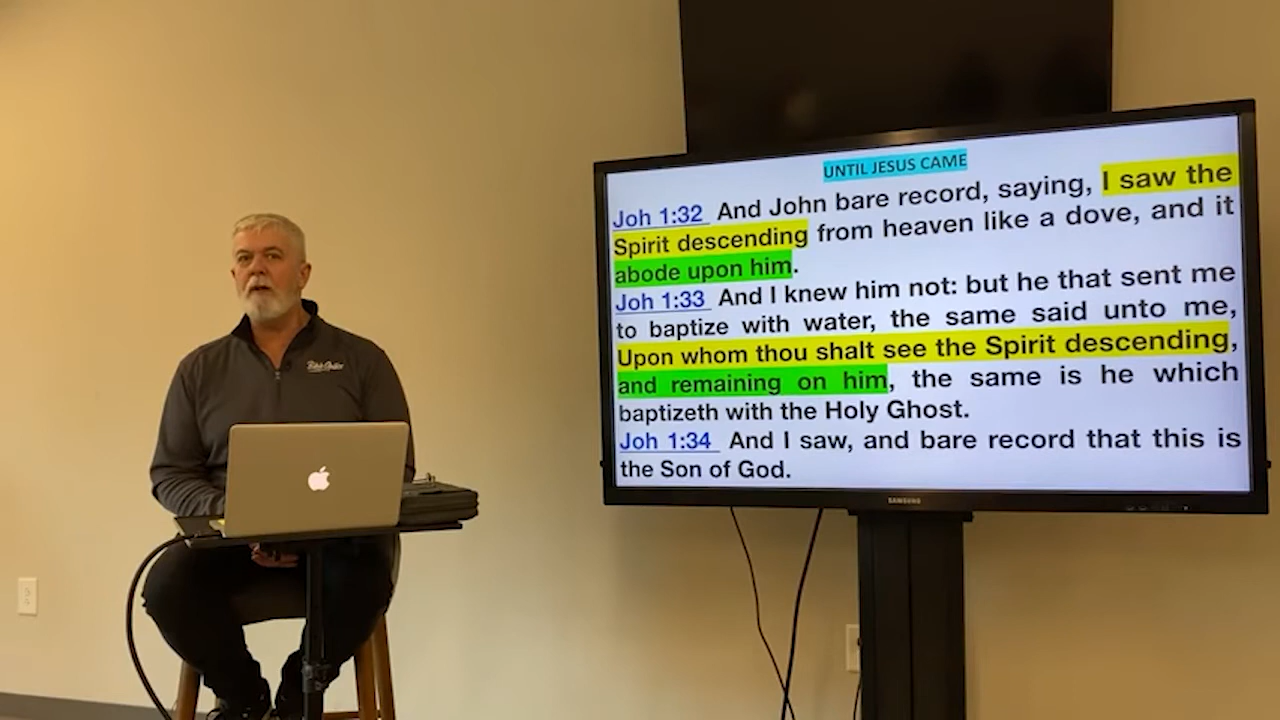 UNTIL JESUS CAME
Joh 1:32 And John bare record, saying, I saw the
Spirit descending from heaven like a dove, and it
abode upon him.
Joh 1:33 And I knew him not: but he that sent me
to baptize with water, the same said unto me,
Upon whom thou shalt see the Spirit descending,
and remaining on him, the same is he which
baptizeth with the Holy Ghost.
Joh 1:34 And I saw, and bare record that this is
the Son of God.
SAMSUNG